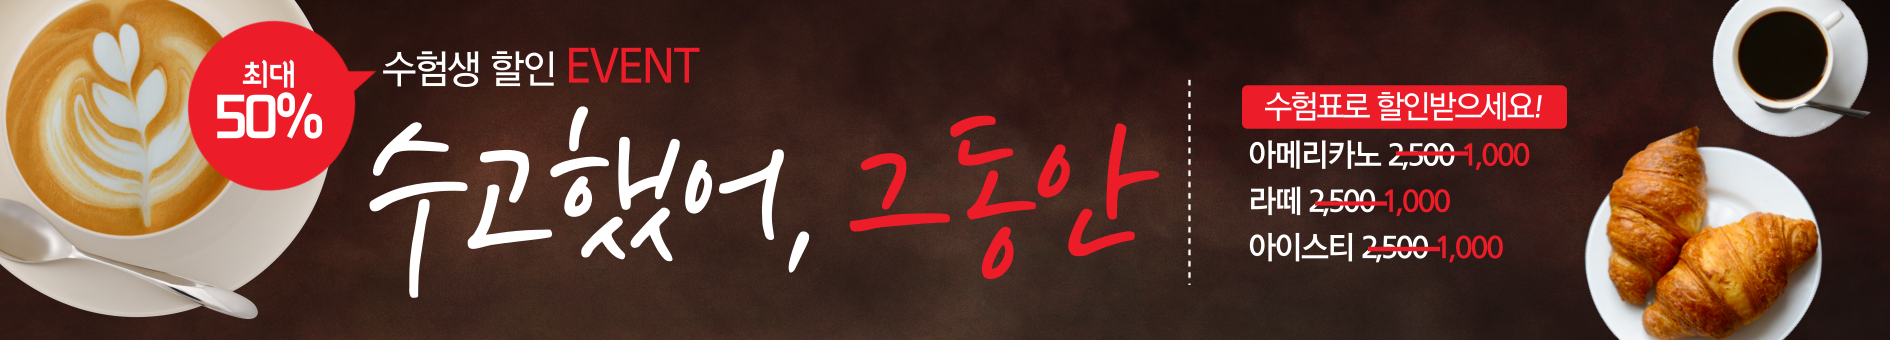 최대
50%
수험생 할인 EVENT
수고했어, 그동안
수험표로 할인받으세요!
아메리카노 2,500 1,000
라떼 2,500 1,000
아이스티 2,500 1,000